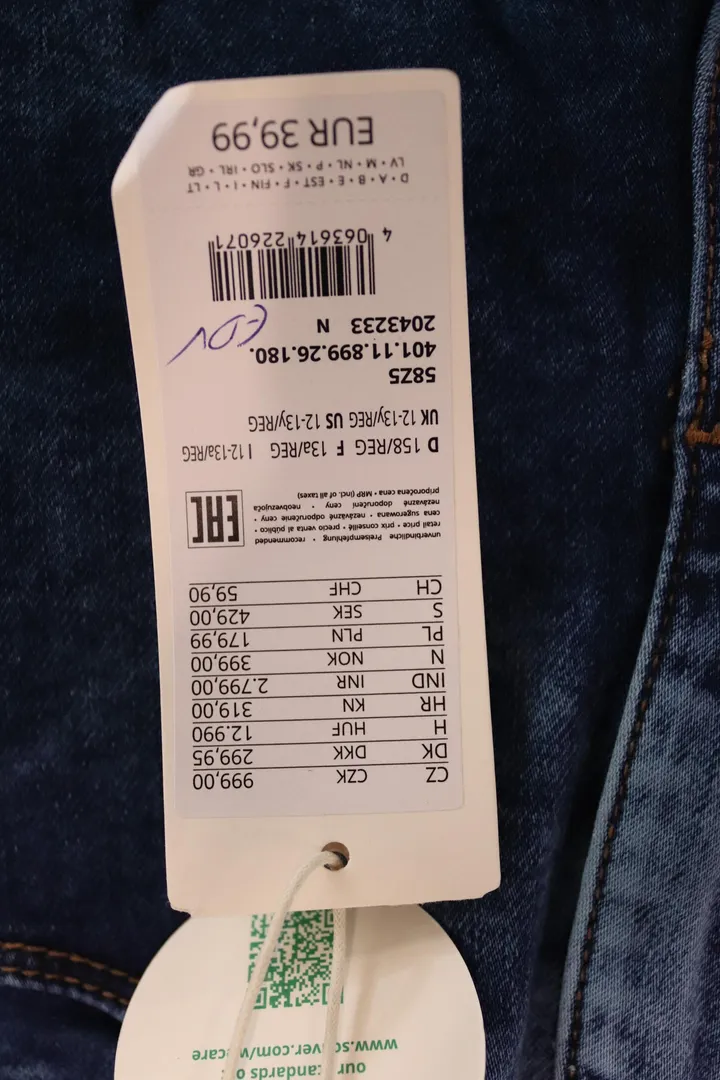 our
www.
CZ CZK 999,00
DK DKK 299,95
H HUF 12.990
HR KN 319,00
IND INR 2.799,00
N NOK 399,00
PL PLN 179,99
S SEK 429,00
CH CHF 59,90
unverbindliche Preisempfehlung • recommended
retail price • prix conseillé • precio venta al público •
cena sugerowana • nezávazné odporučenie ceny •
nezávazné doporučení ceny • neobvezujoča
priporočena cena • MRP (incl. of all taxes)
EAC
D 158/REG F 13a/REG I 12-13a/REG
UK 12-13y/REG US 12-13y/REG
58Z5
401.11.899.26.180.
2043233 N
EDV
4 063614 226071
D • A • B • E • EST • F • FIN • I • L • LT
LV • M • NL • P • SK • SLO • IRL • GR
EUR 39,99